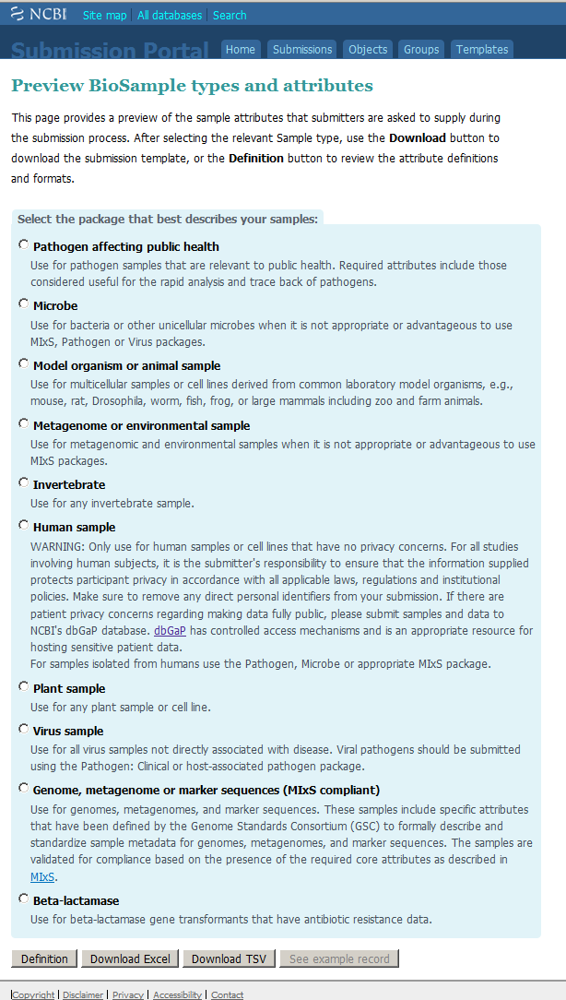 NCBI Site map | All databases | Search
Submission Portal Home Submissions Objects Groups Templates
Preview BioSample types and attributes
This page provides a preview of the sample attributes that submitters are asked to supply during
the submission process. After selecting the relevant Sample type, use the Download button to
download the submission template, or the Definition button to review the attribute definitions
and formats.
Select the package that best describes your samples:
Pathogen affecting public health
Use for pathogen samples that are relevant to public health. Required attributes include those
considered useful for the rapid analysis and trace back of pathogens.
Microbe
Use for bacteria or other unicellular microbes when it is not appropriate or advantageous to use
MIxS, Pathogen or Virus packages.
Model organism or animal sample
Use for multicellular samples or cell lines derived from common laboratory model organisms, e.g.,
mouse, rat, Drosophila, worm, fish, frog, or large mammals including zoo and farm animals.
Metagenome or environmental sample
Use for metagenomic and environmental samples when it is not appropriate or advantageous to use
MIxS packages.
Invertebrate
Use for any invertebrate sample.
Human sample
WARNING: Only use for human samples or cell lines that have no privacy concerns. For all studies
involving human subjects, it is the submitter's responsibility to ensure that the information supplied
protects participant privacy in accordance with all applicable laws, regulations and institutional
policies. Make sure to remove any direct personal identifiers from your submission. If there are
patient privacy concerns regarding making data fully public, please submit samples and data to
NCBI's dbGaP database. dbGaP has controlled access mechanisms and is an appropriate resource for
hosting sensitive patient data.
For samples isolated from humans use the Pathogen, Microbe or appropriate MIxS package.
Plant sample
Use for any plant sample or cell line.
Virus sample
Use for all virus samples not directly associated with disease. Viral pathogens should be submitted
using the Pathogen: Clinical or host-associated pathogen package.
Genome, metagenome or marker sequences (MIxS compliant)
Use for genomes, metagenomes, and marker sequences. These samples include specific attributes
that have been defined by the Genome Standards Consortium (GSC) to formally describe and
standardize sample metadata for genomes, metagenomes, and marker sequences. The samples are
validated for compliance based on the presence of the required core attributes as described in
MIxS.
Beta-lactamase
Use for beta-lactamase gene transformants that have antibiotic resistance data.
Definition Download Excel Download TSV See example record
Copyright | Disclaimer | Privacy | Accessibility | Contact